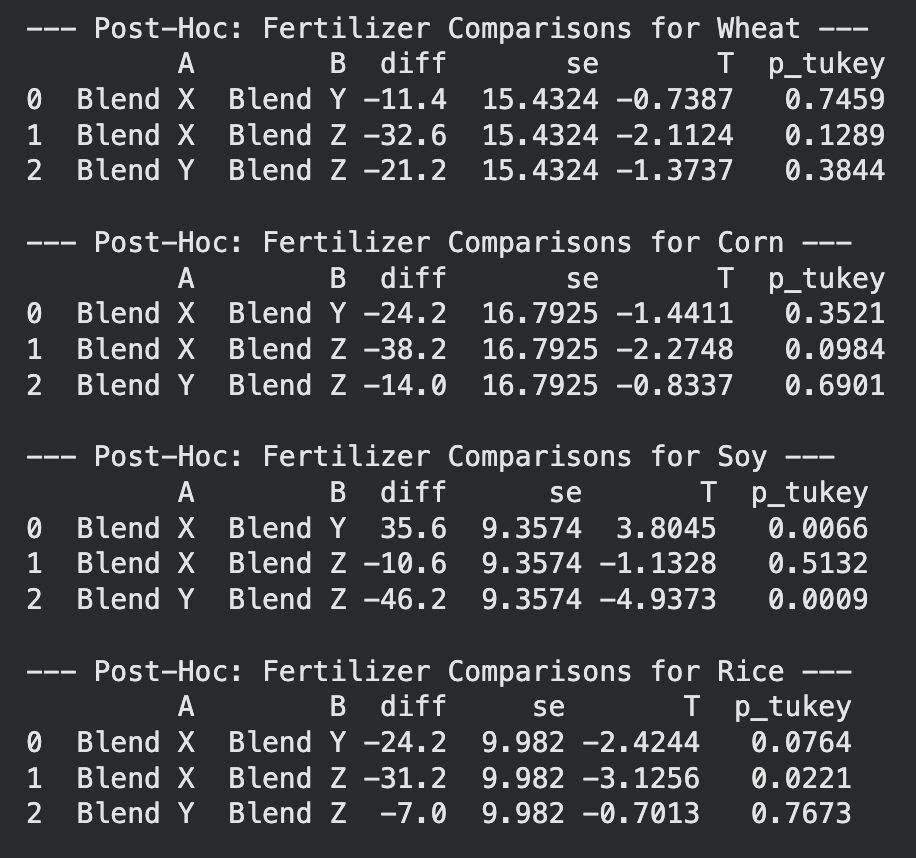 --- Post-Hoc: Fertilizer Comparisons for Wheat ---
         A        B  diff       se       T  p_tukey
0  Blend X  Blend Y -11.4  15.4324 -0.7387   0.7459
1  Blend X  Blend Z -32.6  15.4324 -2.1124   0.1289
2  Blend Y  Blend Z -21.2  15.4324 -1.3737   0.3844

--- Post-Hoc: Fertilizer Comparisons for Corn ---
         A        B  diff       se       T  p_tukey
0  Blend X  Blend Y -24.2  16.7925 -1.4411   0.3521
1  Blend X  Blend Z -38.2  16.7925 -2.2748   0.0984
2  Blend Y  Blend Z -14.0  16.7925 -0.8337   0.6901

--- Post-Hoc: Fertilizer Comparisons for Soy ---
         A        B  diff      se       T  p_tukey
0  Blend X  Blend Y  35.6  9.3574  3.8045   0.0066
1  Blend X  Blend Z -10.6  9.3574 -1.1328   0.5132
2  Blend Y  Blend Z -46.2  9.3574 -4.9373   0.0009

--- Post-Hoc: Fertilizer Comparisons for Rice ---
         A        B  diff     se       T  p_tukey
0  Blend X  Blend Y -24.2  9.982 -2.4244   0.0764
1  Blend X  Blend Z -31.2  9.982 -3.1256   0.0221
2  Blend Y  Blend Z  -7.0  9.982 -0.7013   0.7673